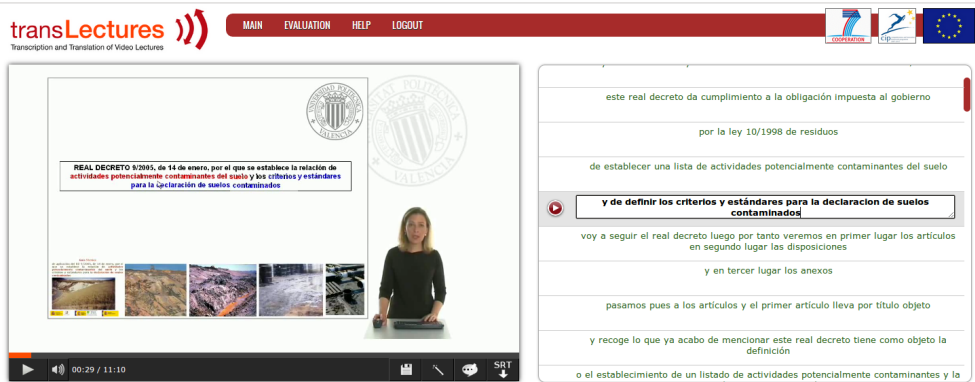 transLectures
Transcription and Translation of Video Lectures
MAIN EVALUATION HELP LOGOUT
7
COOPERATION
cip
UNIVERSIDAD POLITECNICA
VALENCIA
REAL DECRETO 9/2005, de 14 de enero, por el que se establece la relación de
actividades potencialmente contaminantes del suelo y los criterios y estándares
para la declaración de suelos contaminados
00:29 / 11:10
SRT
este real decreto da cumplimiento a la obligación impuesta al gobierno
por la ley 10/1998 de residuos
de establecer una lista de actividades potencialmente contaminantes del suelo
y de definir los criterios y estándares para la declaracion de suelos
contaminados
voy a seguir el real decreto luego por tanto veremos en primer lugar los artículos
en segundo lugar las disposiciones
y en tercer lugar los anexos
pasamos pues a los artículos y el primer artículo lleva por título objeto
y recoge lo que ya acabo de mencionar este real decreto tiene como objeto la
definición
o el establecimiento de un listado de actividades potencialmente contaminantes y la